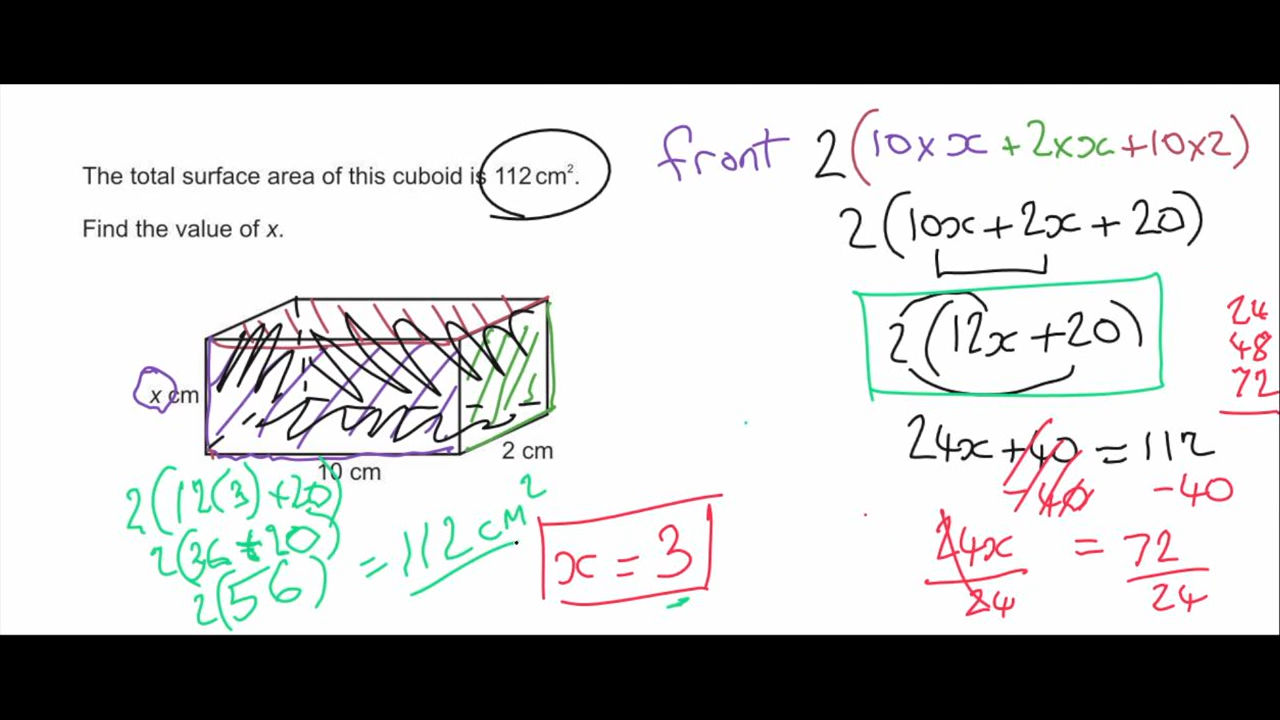 The total surface area of this cuboid is 112 cm².
Find the value of x.
x cm
10 cm
2 cm
2(12(3)+20)
2(36+20)
2(56)
=112 cm²
x = 3
front 2(10×x+2×x+10×2)
2(10x+2x+20)
2(12x+20)
24
48
72
24x+40=112
-40 -40
24x = 72
24 24